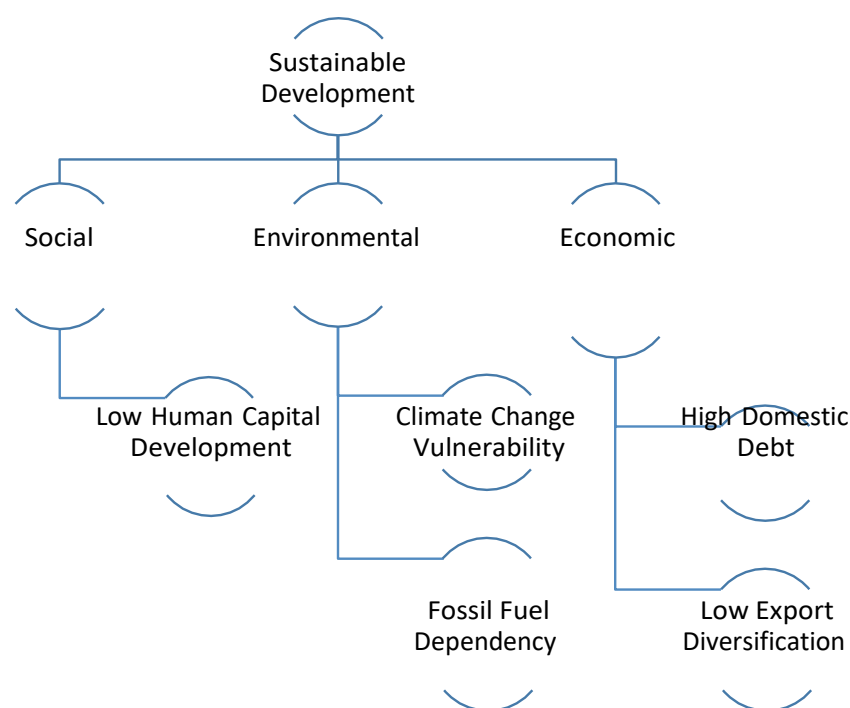 Sustainable
Development
Social
Environmental
Economic
Low Human Capital
Development
Climate Change
Vulnerability
High Domestic
Debt
Fossil Fuel
Dependency
Low Export
Diversification